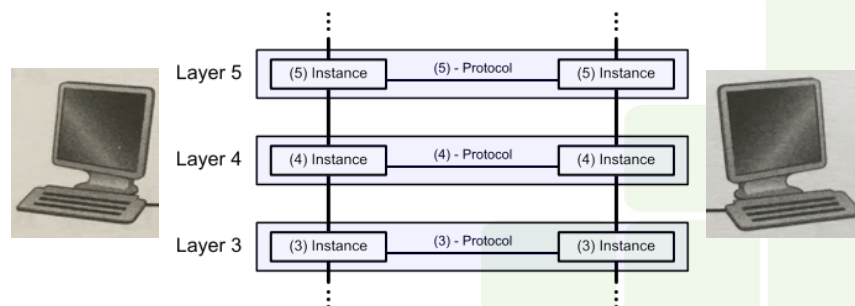 Layer 5 (5) Instance (5) - Protocol (5) Instance
Layer 4 (4) Instance (4) - Protocol (4) Instance
Layer 3 (3) Instance (3) - Protocol (3) Instance